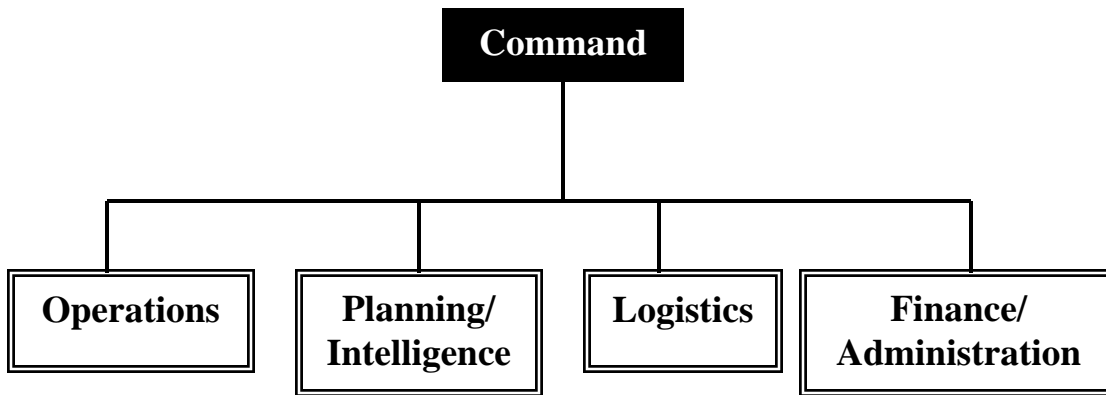 Command
Operations
Planning/
Intelligence
Logistics
Finance/
Administration